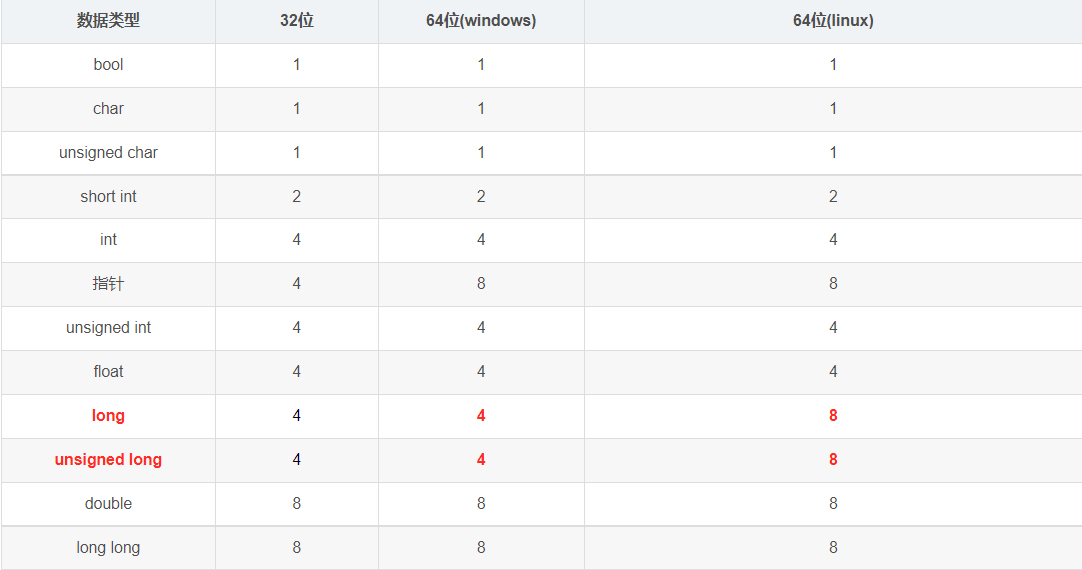 数据类型 32位 64位(windows) 64位(linux)
bool 1 1 1
char 1 1 1
unsigned char 1 1 1
short int 2 2 2
int 4 4 4
指针 4 8 8
unsigned int 4 4 4
float 4 4 4
long 4 4 8
unsigned long 4 4 8
double 8 8 8
long long 8 8 8